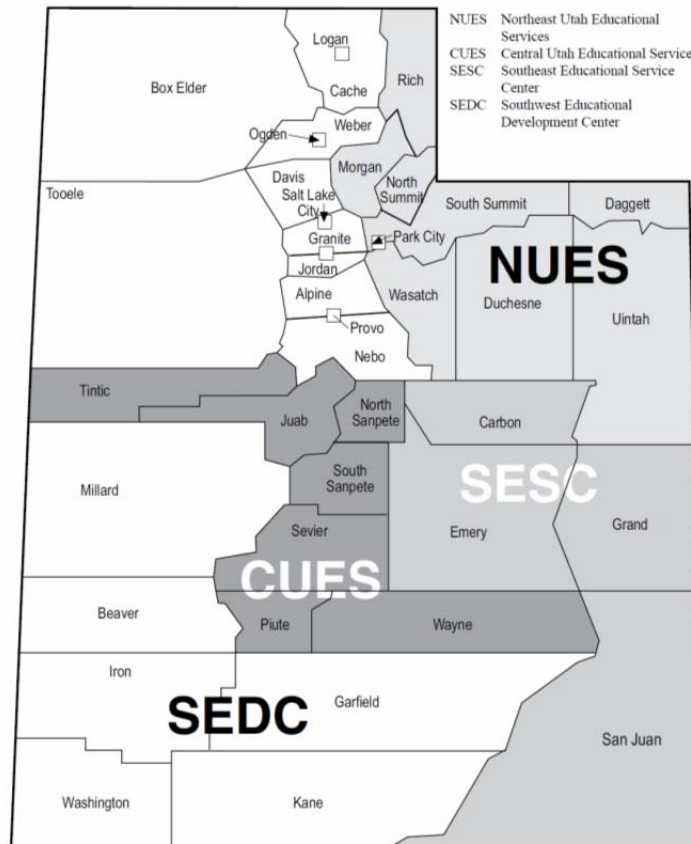 NUES Northeast Utah Educational
Services
CUES Central Utah Educational Service
SESC Southeast Educational Service
Center
SEDC Southwest Educational
Development Center
Logan
Cache
Rich
Box Elder
Weber
Ogden
Morgan
North
Summit
Davis
Salt Lake
City
Tooele
South Summit
Daggett
Granite
Park City
Jordan
NUES
Alpine
Wasatch
Duchesne
Uintah
Provo
Nebo
Tintic
Juab
North
Sanpete
Carbon
South
Sanpete
SESC
Millard
Sevier
Emery
Grand
CUES
Beaver
Piute
Wayne
Iron
SEDC
Garfield
San Juan
Washington
Kane